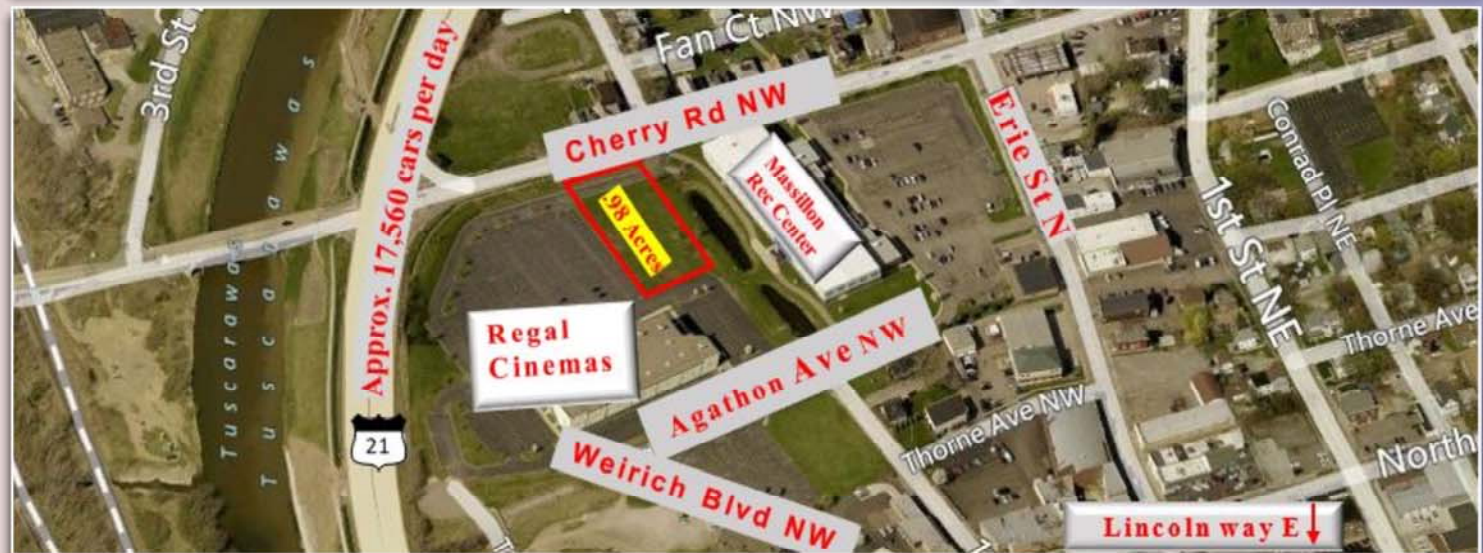 3rd St
Tuscarawas
Tuscarawas
Approx. 17,560 cars per day
21
Fan Ct NW
Cherry Rd NW
.98 Acres
Massillon
Rec Center
Erie St N
1st St NE
Conrad Pl NE
Thorne Ave
Regal
Cinemas
Agathon Ave NW
Thorne Ave NW
North
Weirich Blvd NW
Lincoln way E